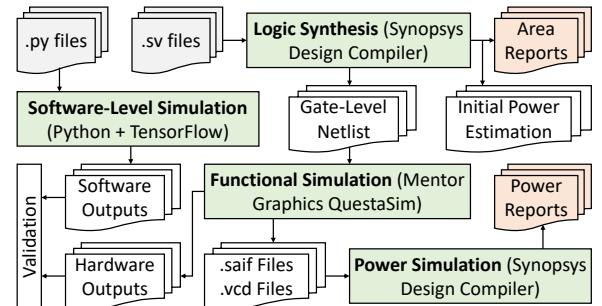 .py files
.sv files
Logic Synthesis (Synopsys
Design Compiler)
Area
Reports
Software-Level Simulation
(Python + TensorFlow)
Gate-Level
Netlist
Initial Power
Estimation
Validation
Software
Outputs
Functional Simulation (Mentor
Graphics QuestaSim)
Power
Reports
Hardware
Outputs
.saif Files
.vcd Files
Power Simulation (Synopsys
Design Compiler)